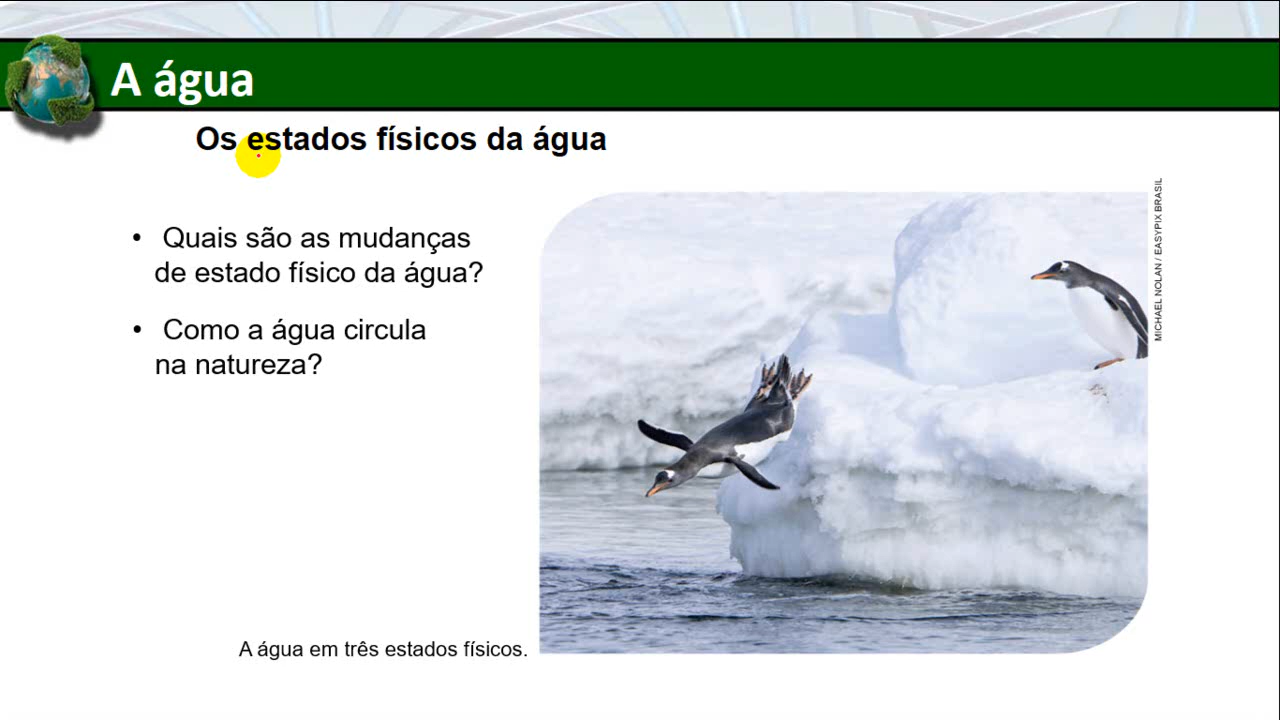 A água
Os estados físicos da água
• Quais são as mudanças
de estado físico da água?
• Como a água circula
na natureza?
MICHAEL NOLAN / EASYPIX BRASIL
A água em três estados físicos.